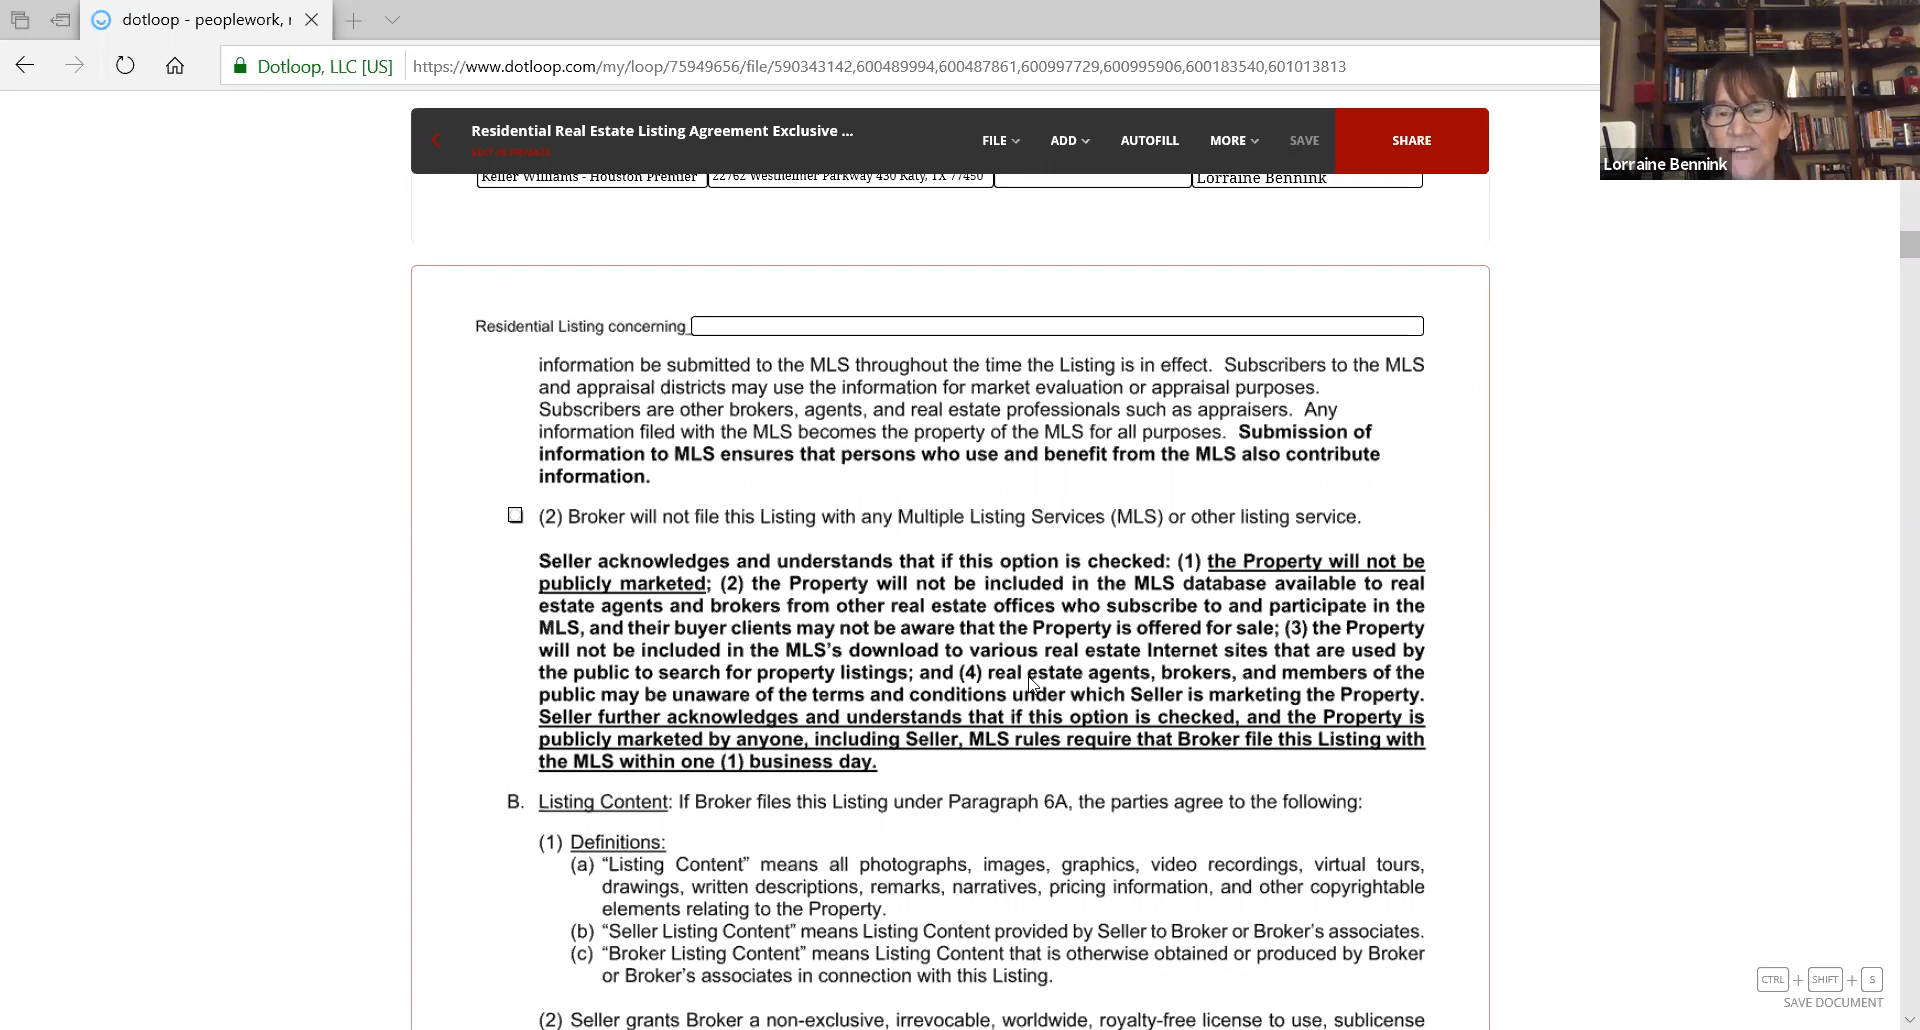 dotloop - peoplework, r
Dotloop, LLC [US]
https://www.dotloop.com/my/loop/75949656/file/590343142,600489994,600487861,600997729,600995906,600183540,601013813
Residential Real Estate Listing Agreement Exclusive ...
EDIT IN PRIVATE
FILE
ADD
AUTOFILL
MORE
SAVE
SHARE
Lorraine Bennink
Keller Williams - Houston Premier
22762 Westheimer Parkway 430 Katy, TX 77450
Lorraine Bennink
Residential Listing concerning
information be submitted to the MLS throughout the time the Listing is in effect. Subscribers to the MLS
and appraisal districts may use the information for market evaluation or appraisal purposes.
Subscribers are other brokers, agents, and real estate professionals such as appraisers. Any
information filed with the MLS becomes the property of the MLS for all purposes. Submission of
information to MLS ensures that persons who use and benefit from the MLS also contribute
information.
(2) Broker will not file this Listing with any Multiple Listing Services (MLS) or other listing service.
Seller acknowledges and understands that if this option is checked: (1) the Property will not be
publicly marketed; (2) the Property will not be included in the MLS database available to real
estate agents and brokers from other real estate offices who subscribe to and participate in the
MLS, and their buyer clients may not be aware that the Property is offered for sale; (3) the Property
will not be included in the MLS's download to various real estate Internet sites that are used by
the public to search for property listings; and (4) real estate agents, brokers, and members of the
public may be unaware of the terms and conditions under which Seller is marketing the Property.
Seller further acknowledges and understands that if this option is checked, and the Property is
publicly marketed by anyone, including Seller, MLS rules require that Broker file this Listing with
the MLS within one (1) business day.
B. Listing Content: If Broker files this Listing under Paragraph 6A, the parties agree to the following:
(1) Definitions:
(a) “Listing Content” means all photographs, images, graphics, video recordings, virtual tours,
drawings, written descriptions, remarks, narratives, pricing information, and other copyrightable
elements relating to the Property.
(b) “Seller Listing Content” means Listing Content provided by Seller to Broker or Broker's associates.
(c) “Broker Listing Content” means Listing Content that is otherwise obtained or produced by Broker
or Broker's associates in connection with this Listing.
(2) Seller grants Broker a non-exclusive, irrevocable, worldwide, royalty-free license to use, sublicense
CTRL + SHIFT + S
SAVE DOCUMENT